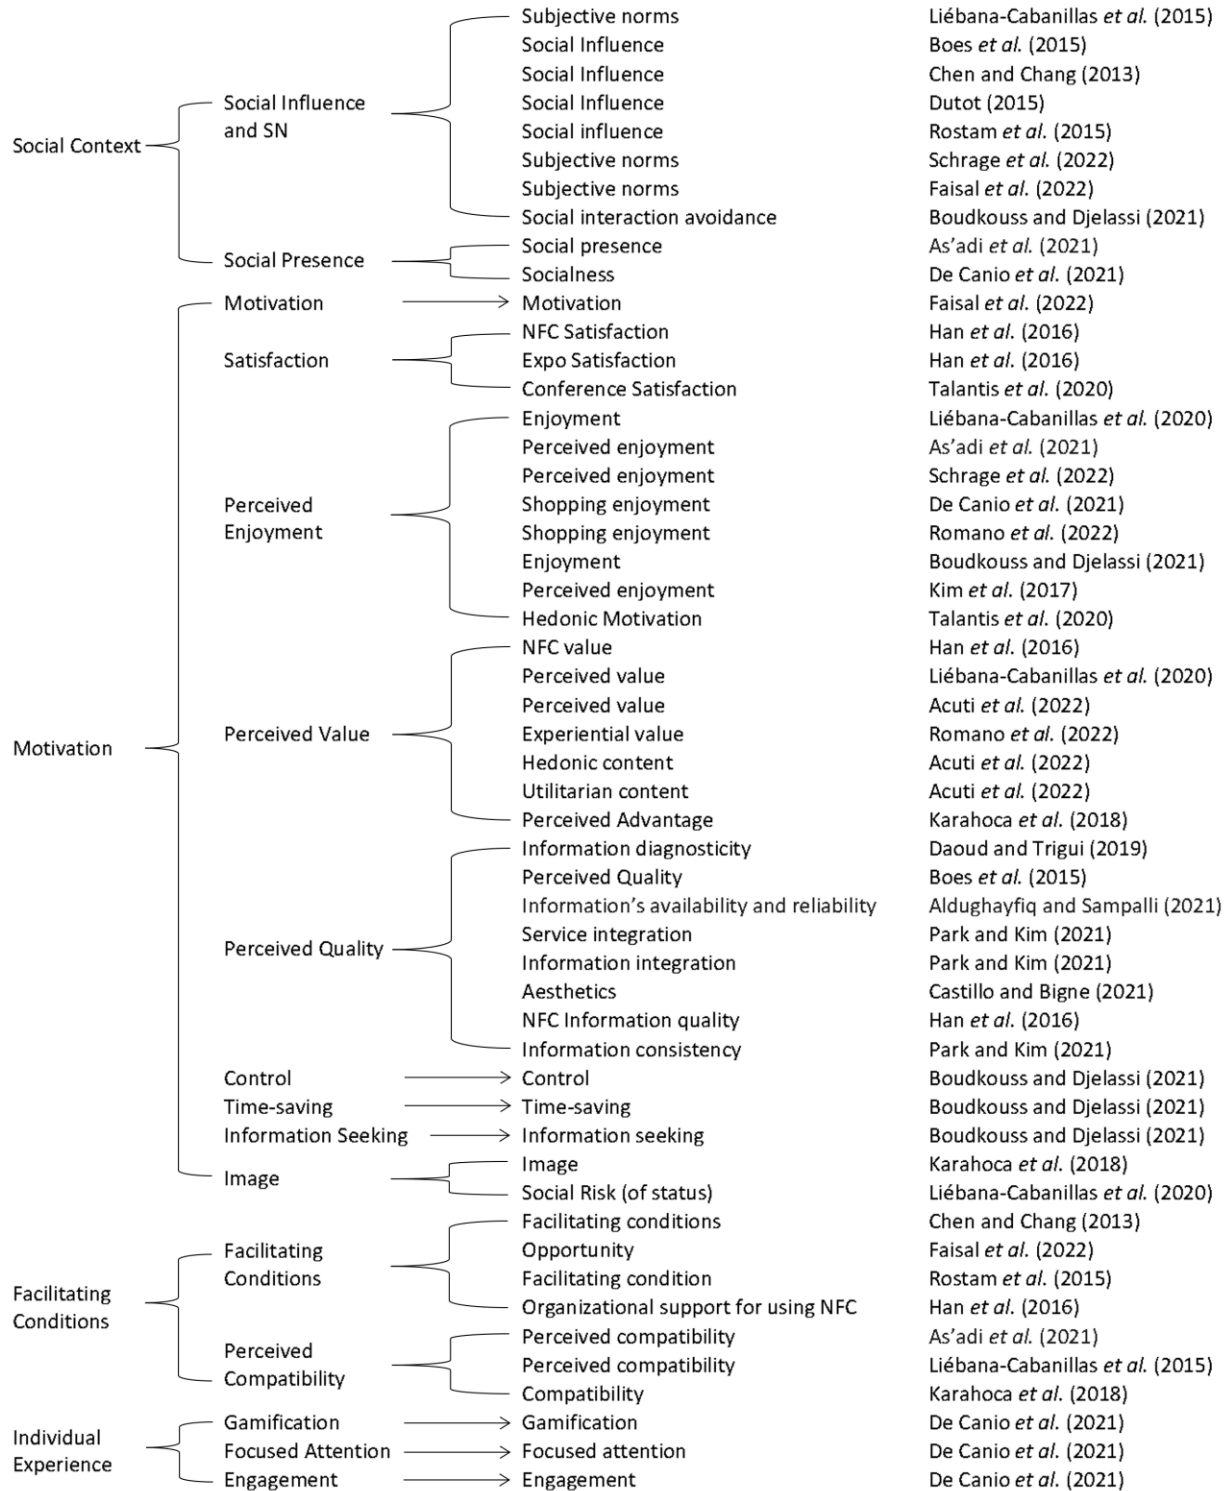 Subjective norms Liébana-Cabanillas et al. (2015)
Social Influence Boes et al. (2015)
Social Influence Chen and Chang (2013)
Social Influence
and SN
Social Influence Dutot (2015)
Social influence Rostam et al. (2015)
Social Context
Subjective norms Schrage et al. (2022)
Subjective norms Faisal et al. (2022)
Social interaction avoidance Boudkouss and Djelassi (2021)
Social Presence
Social presence As’adi et al. (2021)
Socialness De Canio et al. (2021)
Motivation Motivation Faisal et al. (2022)
NFC Satisfaction Han et al. (2016)
Satisfaction Expo Satisfaction Han et al. (2016)
Conference Satisfaction Talantis et al. (2020)
Enjoyment Liébana-Cabanillas et al. (2020)
Perceived enjoyment As’adi et al. (2021)
Perceived enjoyment Schrage et al. (2022)
Perceived
Enjoyment
Shopping enjoyment De Canio et al. (2021)
Shopping enjoyment Romano et al. (2022)
Enjoyment Boudkouss and Djelassi (2021)
Perceived enjoyment Kim et al. (2017)
Hedonic Motivation Talantis et al. (2020)
NFC value Han et al. (2016)
Perceived value Liébana-Cabanillas et al. (2020)
Perceived value Acuti et al. (2022)
Motivation
Perceived Value Experiential value Romano et al. (2022)
Hedonic content Acuti et al. (2022)
Utilitarian content Acuti et al. (2022)
Perceived Advantage Karahoca et al. (2018)
Information diagnosticity Daoud and Trigui (2019)
Perceived Quality Boes et al. (2015)
Information’s availability and reliability Aldughayfiq and Sampalli (2021)
Perceived Quality
Service integration Park and Kim (2021)
Information integration Park and Kim (2021)
Aesthetics Castillo and Bigne (2021)
NFC Information quality Han et al. (2016)
Information consistency Park and Kim (2021)
Control Control Boudkouss and Djelassi (2021)
Time-saving Time-saving Boudkouss and Djelassi (2021)
Information Seeking Information seeking Boudkouss and Djelassi (2021)
Image
Image Karahoca et al. (2018)
Social Risk (of status) Liébana-Cabanillas et al. (2020)
Facilitating conditions Chen and Chang (2013)
Facilitating
Conditions
Opportunity Faisal et al. (2022)
Facilitating condition Rostam et al. (2015)
Facilitating
Conditions
Organizational support for using NFC Han et al. (2016)
Perceived compatibility As’adi et al. (2021)
Perceived
Compatibility
Perceived compatibility Liébana-Cabanillas et al. (2015)
Compatibility Karahoca et al. (2018)
Individual
Experience
Gamification Gamification De Canio et al. (2021)
Focused Attention Focused attention De Canio et al. (2021)
Engagement Engagement De Canio et al. (2021)